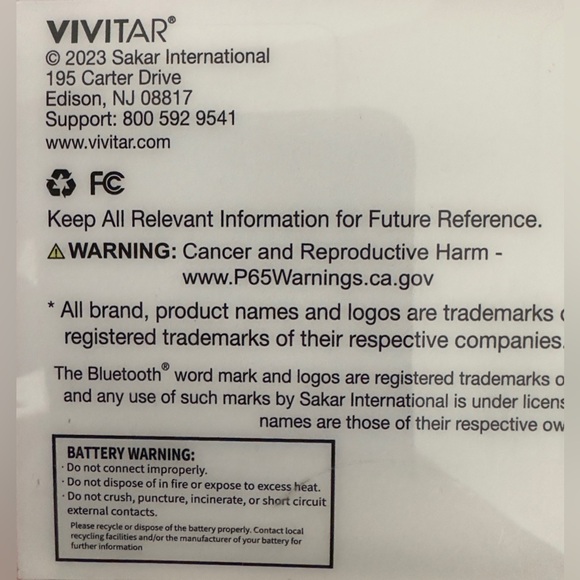 VIVITAR®
© 2023 Sakar International
195 Carter Drive
Edison, NJ 08817
Support: 800 592 9541
www.vivitar.com
FC
Keep All Relevant Information for Future Reference.
⚠ WARNING: Cancer and Reproductive Harm -
www.P65Warnings.ca.gov
* All brand, product names and logos are trademarks
registered trademarks of their respective companies.
The Bluetooth® word mark and logos are registered trademarks
and any use of such marks by Sakar International is under
names are those of their respective
BATTERY WARNING:
· Do not connect improperly.
· Do not dispose of in fire or expose to excess heat.
· Do not crush, puncture, incinerate, or short circuit
external contacts.
Please recycle or dispose of the battery properly. Contact local
recycling facilities and/or the manufacturer of your battery for
further information